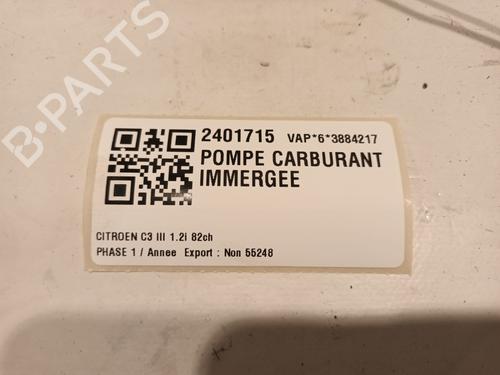 B-PARTS
2401715 VAP*6*3884217
POMPE CARBURANT
IMMERGEE
CITROEN C3 III 1.2i 82ch
PHASE 1 / Annee Export : Non 55248